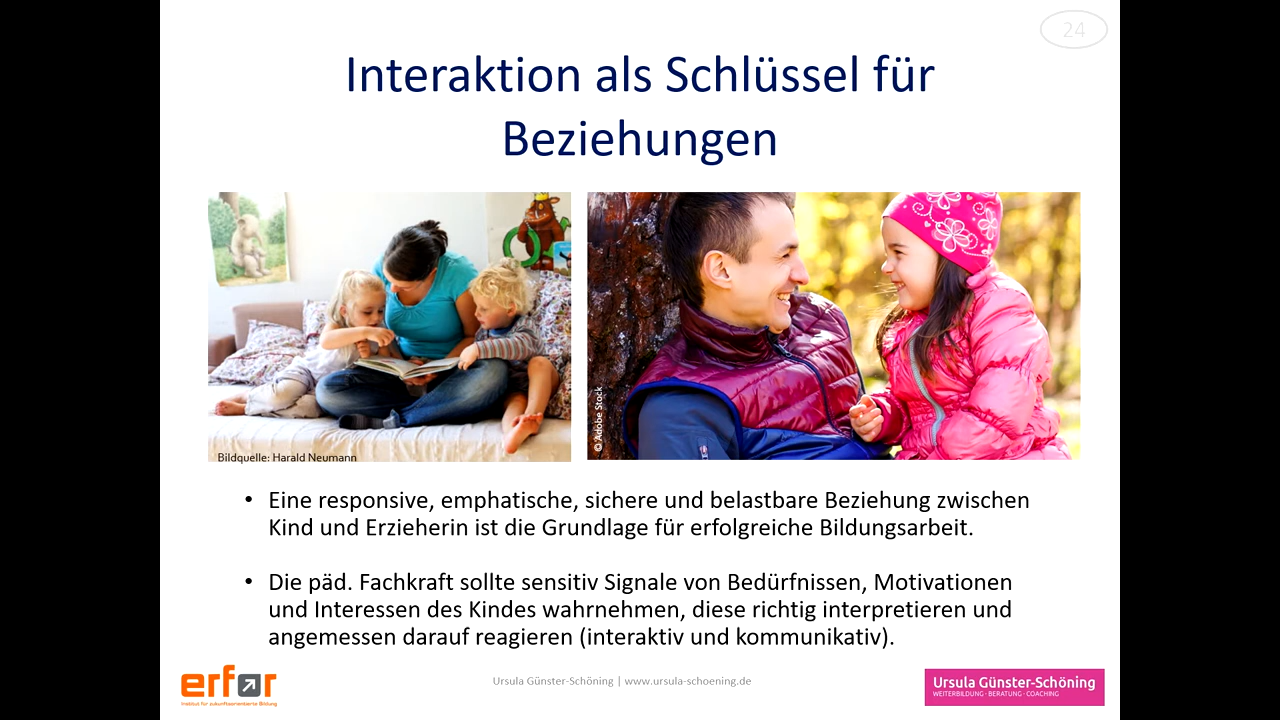 24
Interaktion als Schlüssel für
Beziehungen
Bildquelle: Harald Neumann
© Adobe Stock
• Eine responsive, emphatische, sichere und belastbare Beziehung zwischen
Kind und Erzieherin ist die Grundlage für erfolgreiche Bildungsarbeit.
• Die päd. Fachkraft sollte sensitiv Signale von Bedürfnissen, Motivationen
und Interessen des Kindes wahrnehmen, diese richtig interpretieren und
angemessen darauf reagieren (interaktiv und kommunikativ).
erfor
Institut für zukunftsorientierte Bildung
Ursula Günster-Schöning | www.ursula-schoening.de
Ursula Günster-Schöning
WEITERBILDUNG · BERATUNG · COACHING